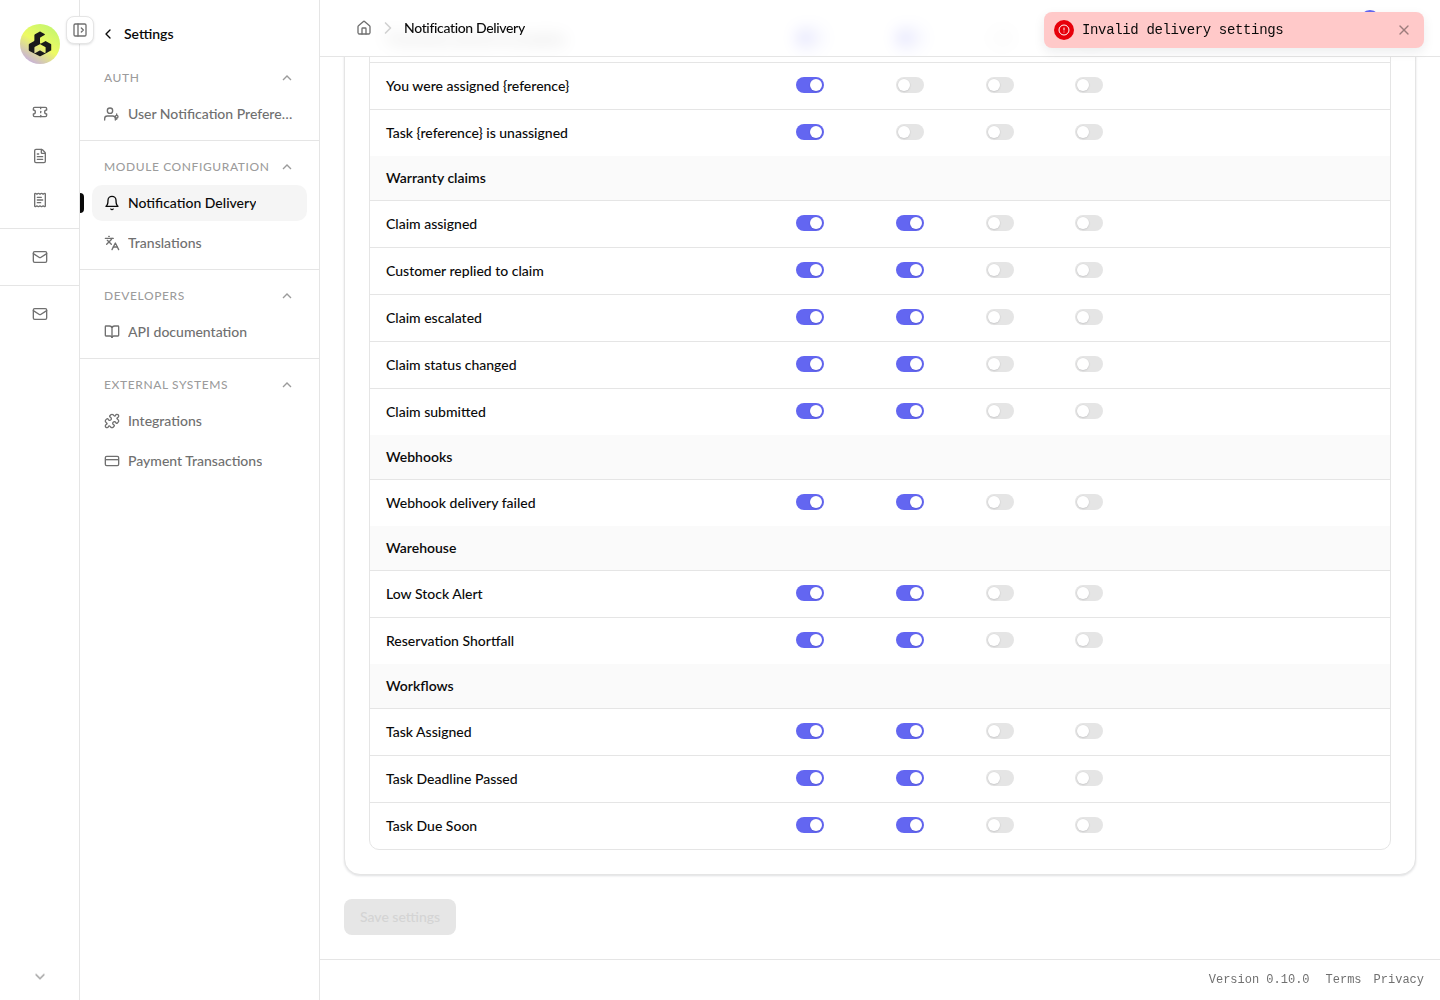 Settings
AUTH
User Notification Prefere...
MODULE CONFIGURATION
Notification Delivery
Translations
DEVELOPERS
API documentation
EXTERNAL SYSTEMS
Integrations
Payment Transactions
Notification Delivery
Invalid delivery settings
You were assigned {reference}
Task {reference} is unassigned
Warranty claims
Claim assigned
Customer replied to claim
Claim escalated
Claim status changed
Claim submitted
Webhooks
Webhook delivery failed
Warehouse
Low Stock Alert
Reservation Shortfall
Workflows
Task Assigned
Task Deadline Passed
Task Due Soon
Save settings
Version 0.10.0 Terms Privacy